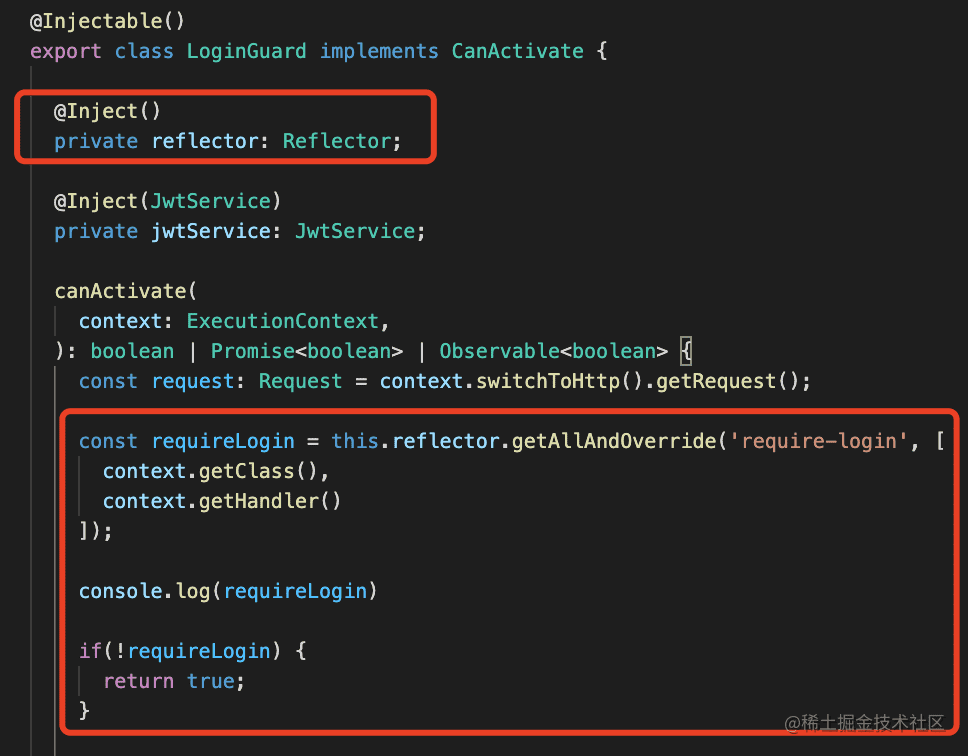 @Injectable()
export class LoginGuard implements CanActivate {
@Inject()
private reflector: Reflector;
@Inject(JwtService)
private jwtService: JwtService;
canActivate(
context: ExecutionContext,
): boolean | Promise<boolean> | Observable<boolean> {
const request: Request = context.switchToHttp().getRequest();
const requireLogin = this.reflector.getAllAndOverride('require-login', [
context.getClass(),
context.getHandler()
]);
console.log(requireLogin)
if(!requireLogin) {
return true;
}
@稀土掘金技术社区